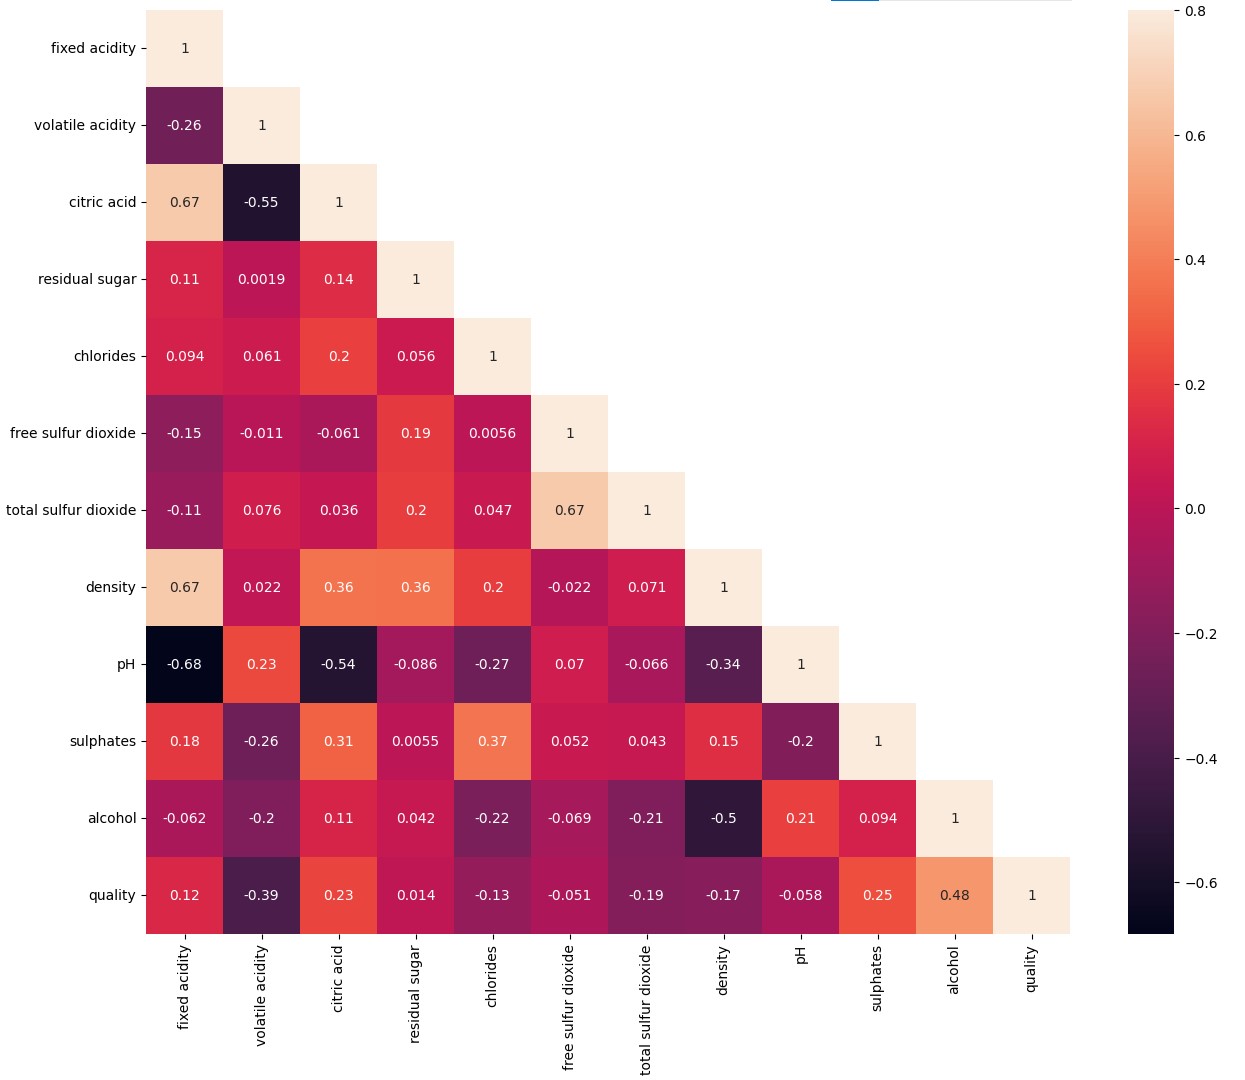 fixed acidity 1
volatile acidity -0.26 1
citric acid 0.67 -0.55 1
residual sugar 0.11 0.0019 0.14 1
chlorides 0.094 0.061 0.2 0.056 1
free sulfur dioxide -0.15 -0.011 -0.061 0.19 0.0056 1
total sulfur dioxide -0.11 0.076 0.036 0.2 0.047 0.67 1
density 0.67 0.022 0.36 0.36 0.2 -0.022 0.071 1
pH -0.68 0.23 -0.54 -0.086 -0.27 0.07 -0.066 -0.34 1
sulphates 0.18 -0.26 0.31 0.0055 0.37 0.052 0.043 0.15 -0.2 1
alcohol -0.062 -0.2 0.11 0.042 -0.22 -0.069 -0.21 -0.5 0.21 0.094 1
quality 0.12 -0.39 0.23 0.014 -0.13 -0.051 -0.19 -0.17 -0.058 0.25 0.48 1
fixed acidity
volatile acidity
citric acid
residual sugar
chlorides
free sulfur dioxide
total sulfur dioxide
density
pH
sulphates
alcohol
quality
0.8
0.6
0.4
0.2
0.0
−0.2
−0.4
−0.6